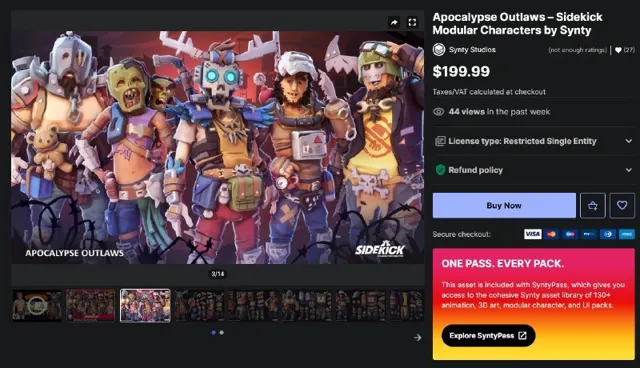 Apocalypse Outlaws – Sidekick
Modular Characters by Synty
Synty Studios
(not enough ratings)
(27)
$199.99
Taxes/VAT calculated at checkout
44 views in the past week
License type: Restricted Single Entity
Refund policy
Buy Now
Secure checkout:
VISA
ONE PASS. EVERY PACK.
This asset is included with SyntyPass, which gives you
access to the cohesive Synty asset library of 130+
animation, 3D art, modular character, and UI packs.
Explore SyntyPass
APOCALYPSE OUTLAWS
SIDEKICK
3/14